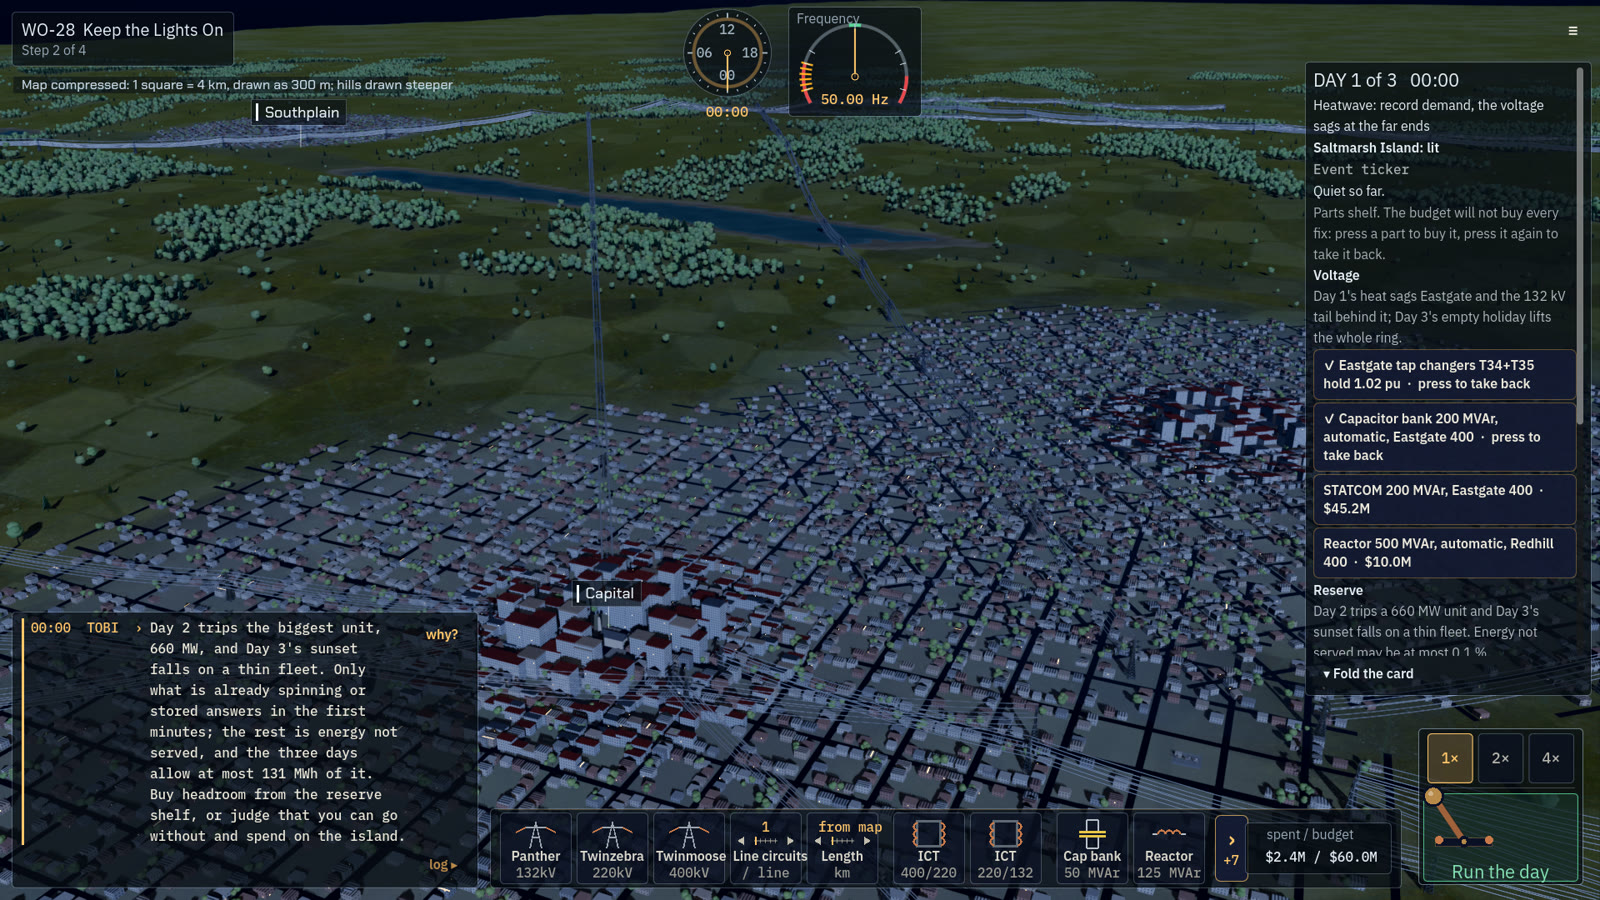 WO-28 Keep the Lights On
Step 2 of 4
Map compressed: 1 square = 4 km, drawn as 300 m; hills drawn steeper
Southplain
12
06
18
00
00:00
Frequency
50.00 Hz
≡
DAY 1 of 3 00:00
Heatwave: record demand, the voltage
sags at the far ends
Saltmarsh Island: lit
Event ticker
Quiet so far.
Parts shelf. The budget will not buy every
fix: press a part to buy it, press it again to
take it back.
Voltage
Day 1's heat sags Eastgate and the 132 kV
tail behind it; Day 3's empty holiday lifts
the whole ring.
✓ Eastgate tap changers T34+T35
hold 1.02 pu · press to take back
✓ Capacitor bank 200 MVAr,
automatic, Eastgate 400 · press to
take back
STATCOM 200 MVAr, Eastgate 400 ·
$45.2M
Reactor 500 MVAr, automatic, Redhill
400 · $10.0M
Reserve
Day 2 trips a 660 MW unit and Day 3's
sunset falls on a thin fleet. Energy not
served may be at most 0.1 %
▾ Fold the card
Capital
00:00 TOBI › Day 2 trips the biggest unit,
660 MW, and Day 3's sunset
falls on a thin fleet. Only
what is already spinning or
stored answers in the first
minutes; the rest is energy not
served, and the three days
allow at most 131 MWh of it.
Buy headroom from the reserve
shelf, or judge that you can go
without and spend on the island.
why?
log ▸
Panther
132kV
Twinzebra
220kV
Twinmoose
400kV
1
Line circuits
/ line
from map
Length
km
ICT
400/220
ICT
220/132
Cap bank
50 MVAr
Reactor
125 MVAr
›
+7
spent / budget
$2.4M / $60.0M
1×
2×
4×
Run the day